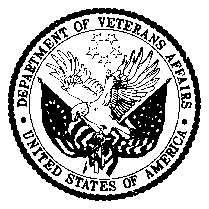 DEPARTMENT OF VETERANS AFFAIRS
UNITED STATES OF AMERICA